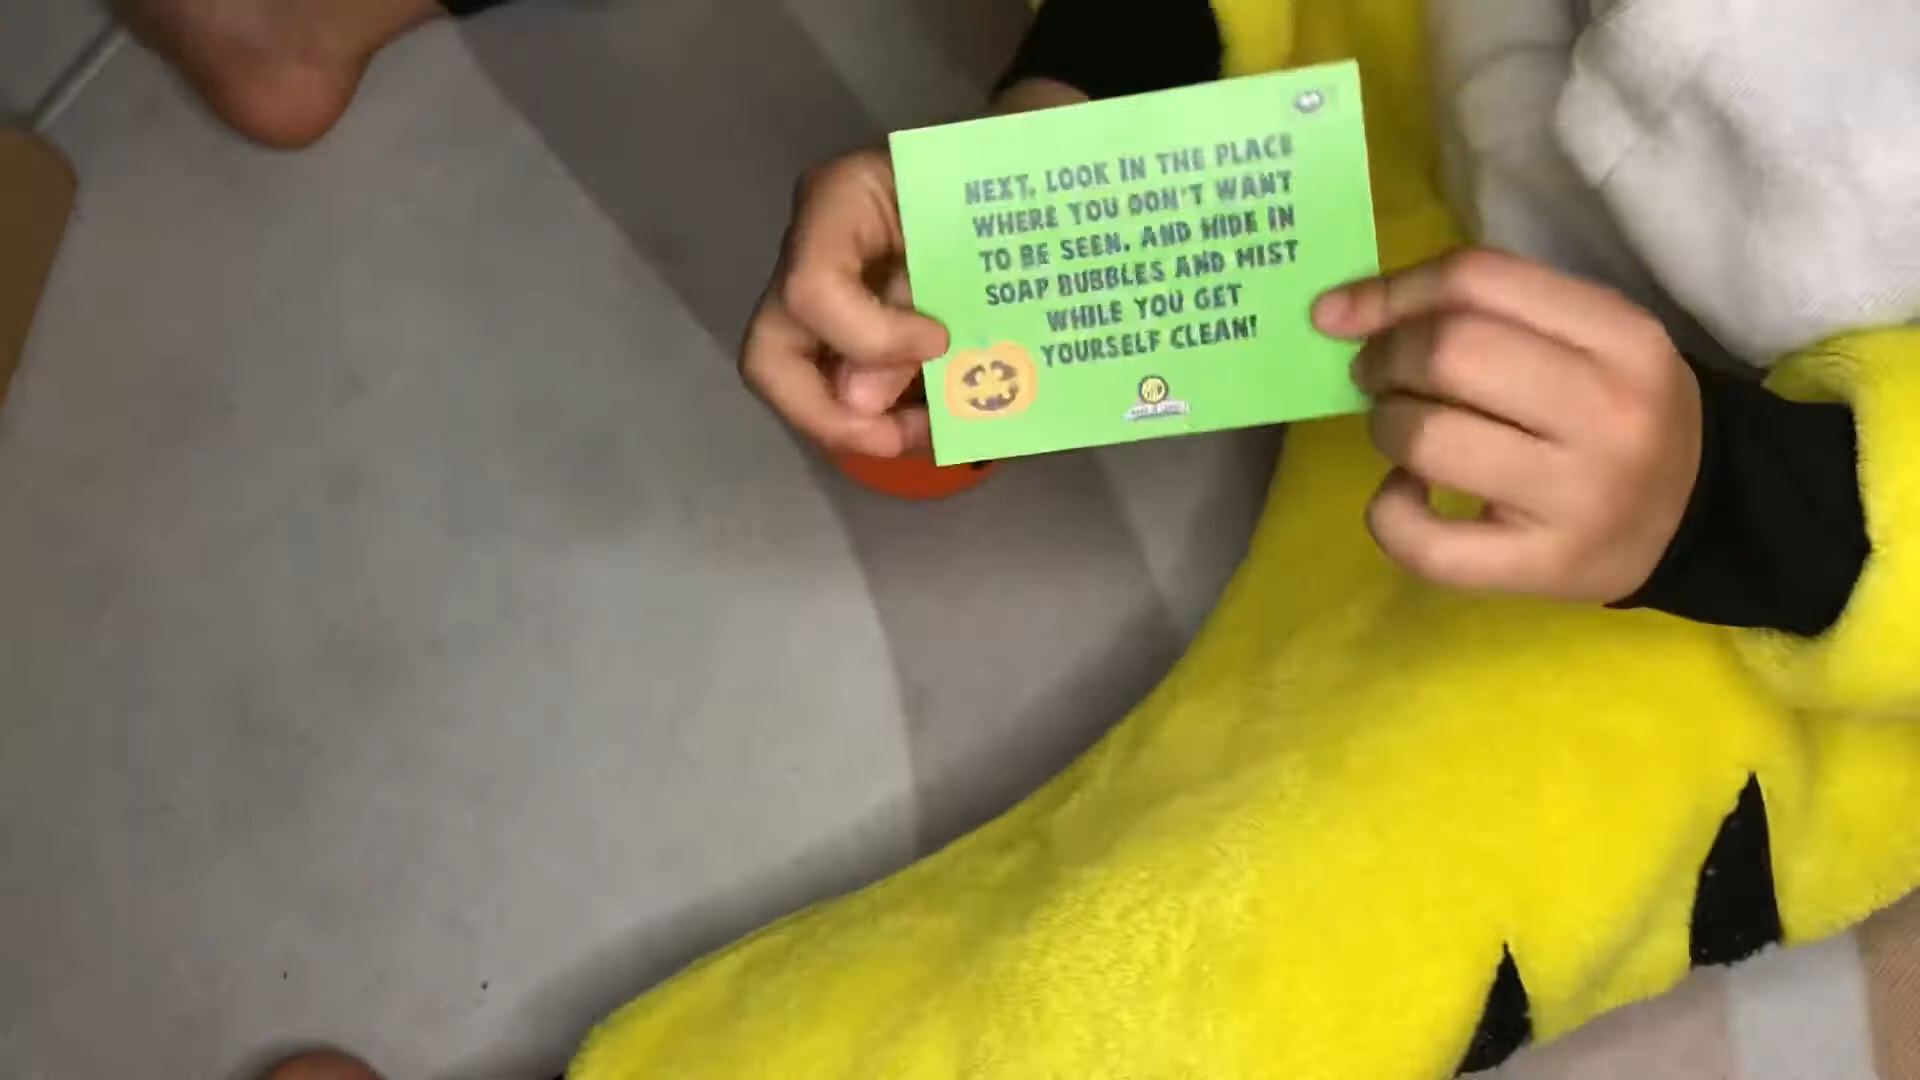 NEXT, LOOK IN THE PLACE
WHERE YOU DON'T WANT
TO BE SEEN, AND HIDE IN
SOAP BUBBLES AND MIST
WHILE YOU GET
YOURSELF CLEAN!